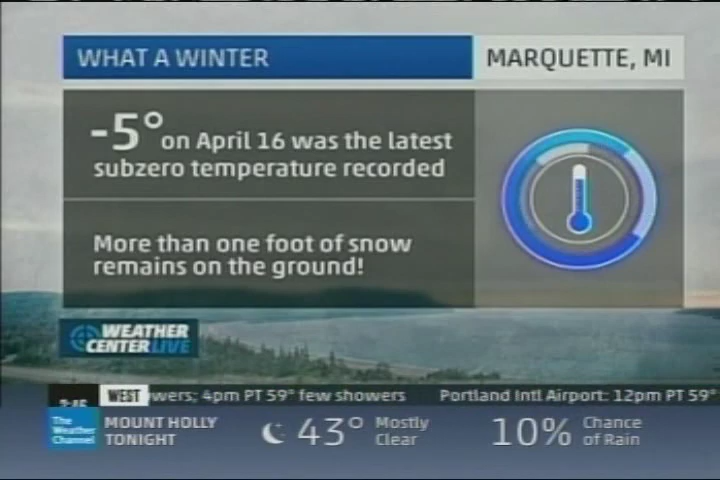 WHAT A WINTER
MARQUETTE, MI
-5° on April 16 was the latest
subzero temperature recorded
More than one foot of snow
remains on the ground!
WEATHER
CENTER LIVE
WEST
wers; 4pm PT 59° few showers Portland Intl Airport: 12pm PT 59°
The
Weather
Channel
MOUNT HOLLY
TONIGHT
43°
Mostly
Clear
10%
Chance
of Rain